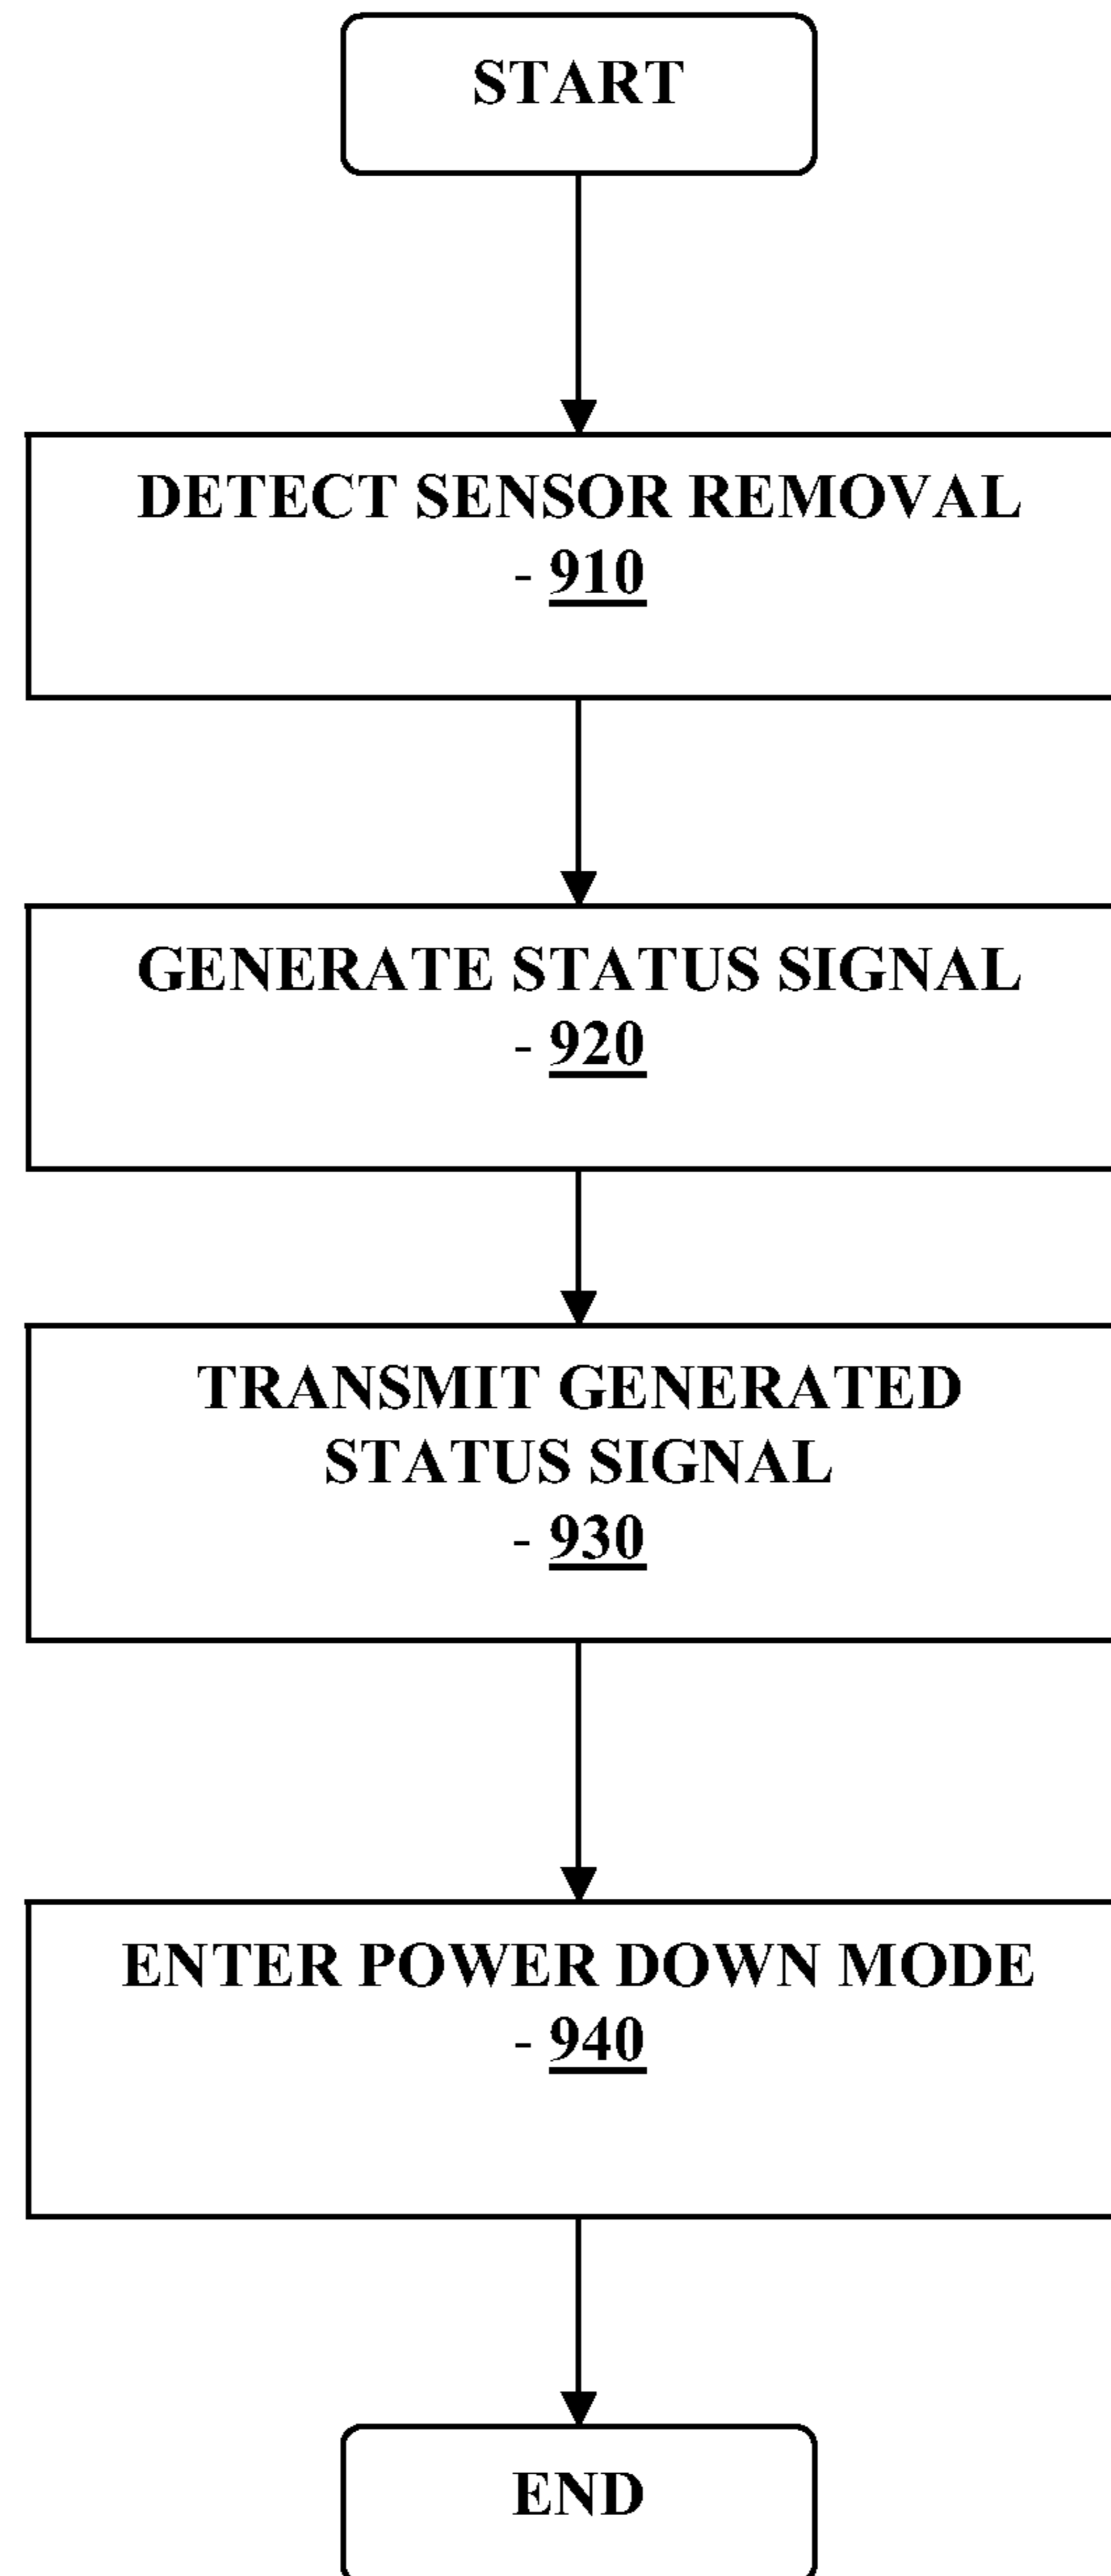 START
DETECT SENSOR REMOVAL
- 910
GENERATE STATUS SIGNAL
- 920
TRANSMIT GENERATED
STATUS SIGNAL
- 930
ENTER POWER DOWN MODE
- 940
END